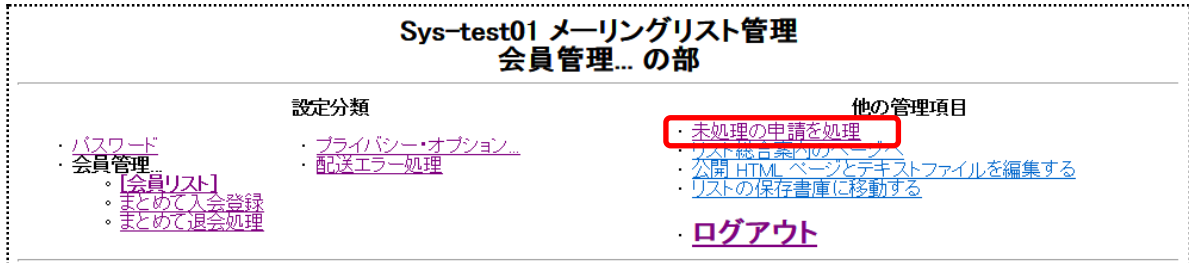 Sys-test01 メーリングリスト管理
会員管理... の部
設定分類
・パスワード
・会員管理...
[会員リスト]
まとめて入会登録
まとめて退会処理
・プライバシー・オプション...
・配送エラー処理
他の管理項目
・未処理の申請を処理
・リスト総合案内のページへ
・公開 HTML ページとテキストファイルを編集する
・リストの保存書庫に移動する
・ログアウト